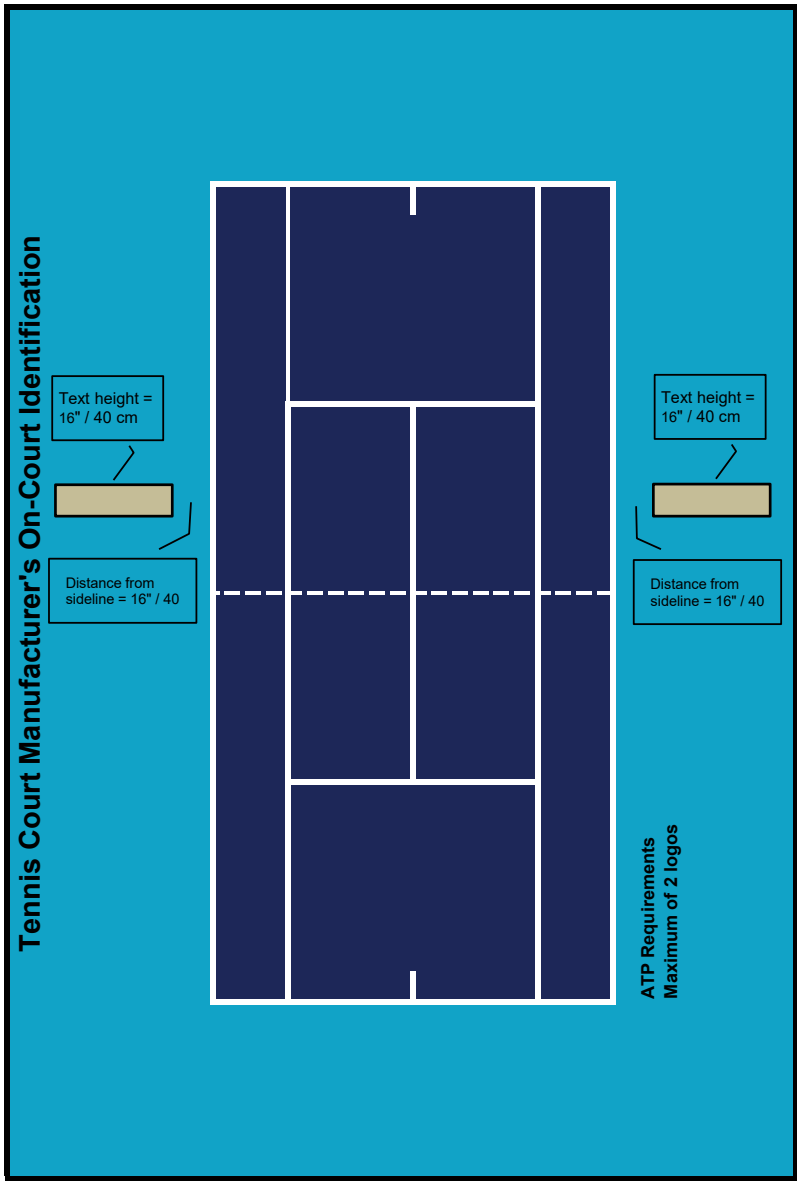 Tennis Court Manufacturer's On-Court Identification
Text height =
16" / 40 cm
Text height =
16" / 40 cm
Distance from
sideline = 16" / 40
Distance from
sideline = 16" / 40
ATP Requirements
Maximum of 2 logos